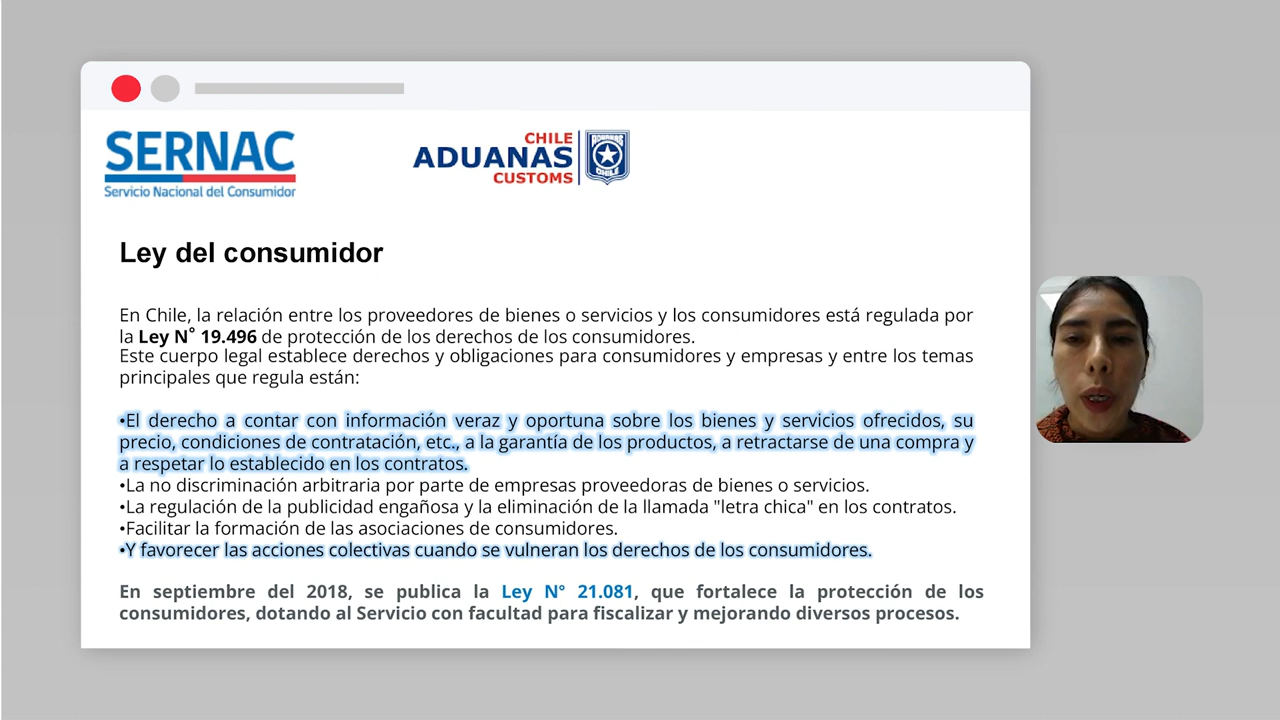 SERNAC
Servicio Nacional del Consumidor
CHILE
ADUANAS
CUSTOMS
ADUANAS
CHILE
Ley del consumidor
En Chile, la relación entre los proveedores de bienes o servicios y los consumidores está regulada por
la Ley N° 19.496 de protección de los derechos de los consumidores.
Este cuerpo legal establece derechos y obligaciones para consumidores y empresas y entre los temas
principales que regula están:
•El derecho a contar con información veraz y oportuna sobre los bienes y servicios ofrecidos, su
precio, condiciones de contratación, etc., a la garantía de los productos, a retractarse de una compra y
a respetar lo establecido en los contratos.
•La no discriminación arbitraria por parte de empresas proveedoras de bienes o servicios.
•La regulación de la publicidad engañosa y la eliminación de la llamada "letra chica" en los contratos.
•Facilitar la formación de las asociaciones de consumidores.
•Y favorecer las acciones colectivas cuando se vulneran los derechos de los consumidores.
En septiembre del 2018, se publica la Ley N° 21.081, que fortalece la protección de los
consumidores, dotando al Servicio con facultad para fiscalizar y mejorando diversos procesos.